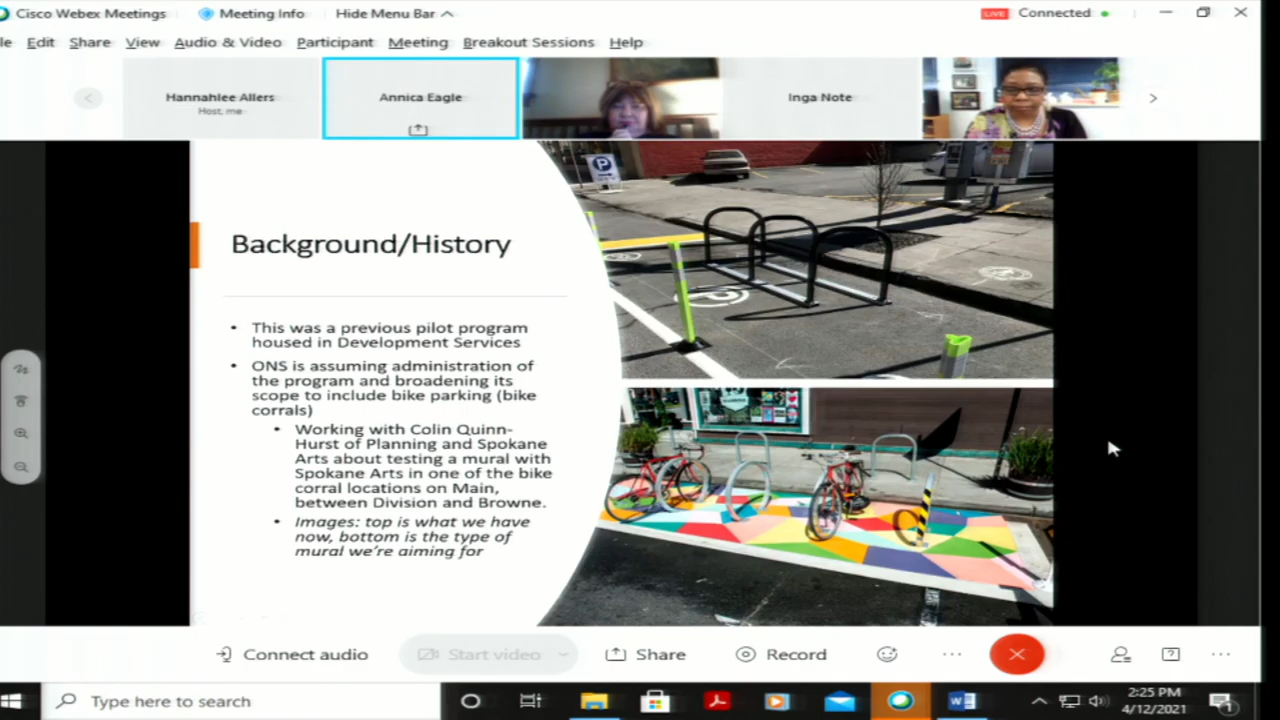 Cisco Webex Meetings
Meeting Info
Hide Menu Bar
LIVE
Connected
le Edit Share View Audio & Video Participant Meeting Breakout Sessions Help
Hannahlee Allers
Host, me
Annica Eagle
Inga Note
P
Background/History
• This was a previous pilot program
housed in Development Services
• ONS is assuming administration of
the program and broadening its
scope to include bike parking (bike
corrals)
• Working with Colin Quinn-
Hurst of Planning and Spokane
Arts about testing a mural with
Spokane Arts in one of the bike
corral locations on Main,
between Division and Browne.
• Images: top is what we have
now, bottom is the type of
mural we're aiming for
Connect audio
Start video
Share
Record
Type here to search
2:25 PM
4/12/2021
1